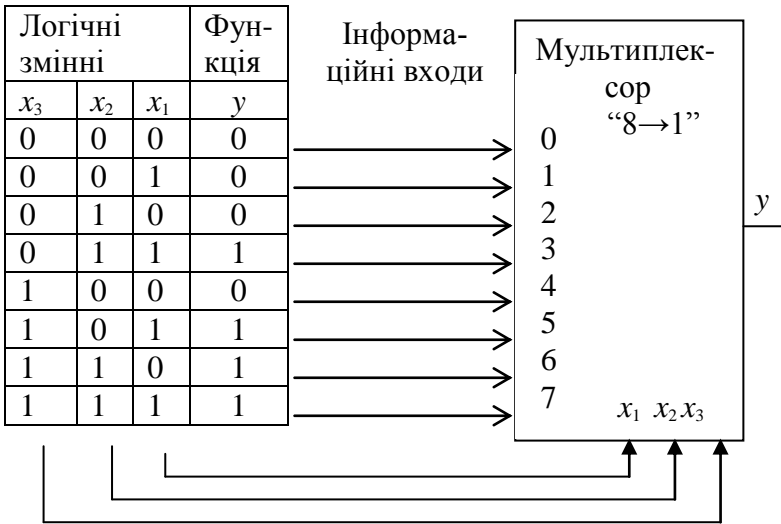 Логічні змінні Фун-кція
x₃ x₂ x₁ y
0 0 0 0
0 0 1 0
0 1 0 0
0 1 1 1
1 0 0 0
1 0 1 1
1 1 0 1
1 1 1 1
Інформа-
ційні входи
Мультиплек-
сор
“8→1”
0
1
2
3
4
5
6
7
x₁ x₂ x₃
y